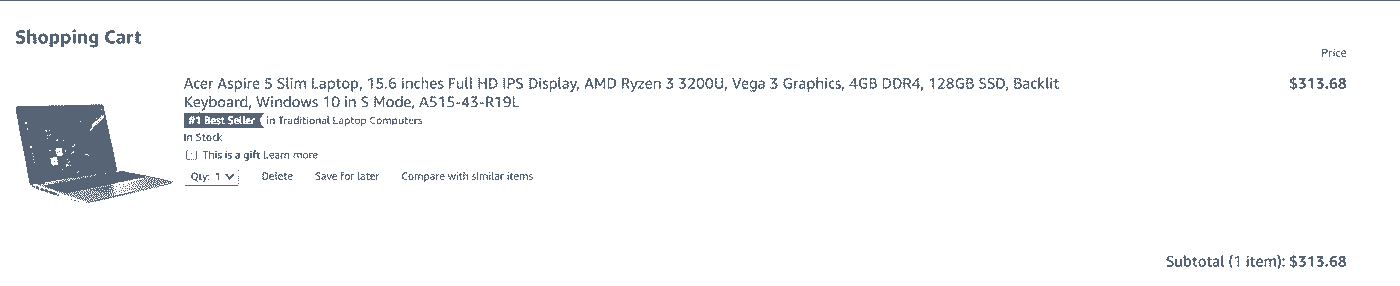 Shopping Cart
Price
Acer Aspire 5 Slim Laptop, 15.6 inches Full HD IPS Display, AMD Ryzen 3 3200U, Vega 3 Graphics, 4GB DDR4, 128GB SSD, Backlit $313.68
Keyboard, Windows 10 in S Mode, A515-43-R19L
#1 Best Seller in Traditional Laptop Computers
In Stock
This is a gift Learn more
Qty: 1 Delete Save for later Compare with similar items
Subtotal (1 item): $313.68